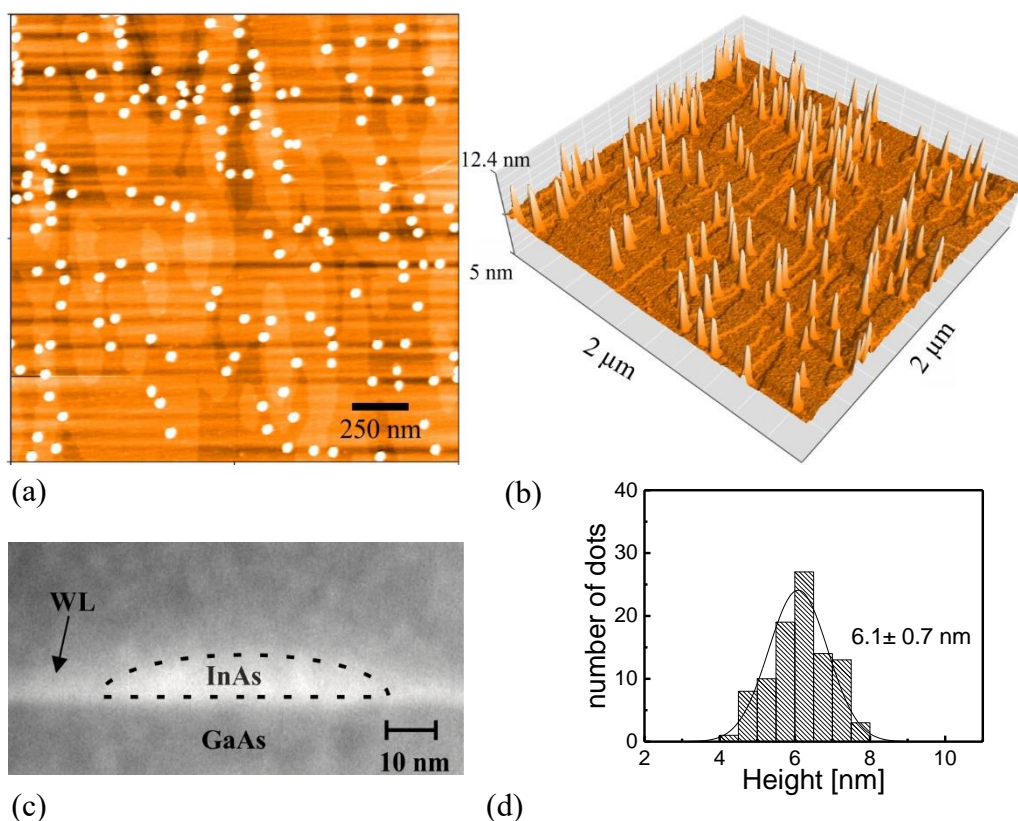 250 nm
(a)
12.4 nm
5 nm
2 µm
2 µm
(b)
WL
InAs
GaAs
10 nm
(c)
40
30
20
10
0
number of dots
6.1± 0.7 nm
2 4 6 8 10
Height [nm]
(d)